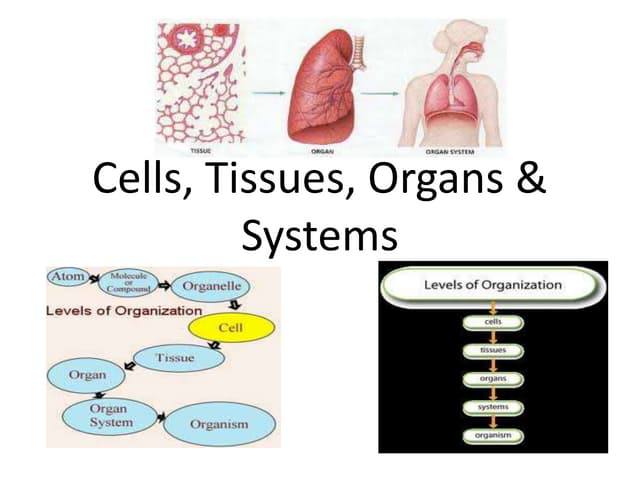 TISSUE
ORGAN
ORGAN SYSTEM
Cells, Tissues, Organs &
Systems
Atom
Molecule
or
Compound
Organelle
Levels of Organization
Cell
Tissue
Organ
Organ
System
Organism
Levels of Organization
cells
tissues
organs
systems
organism